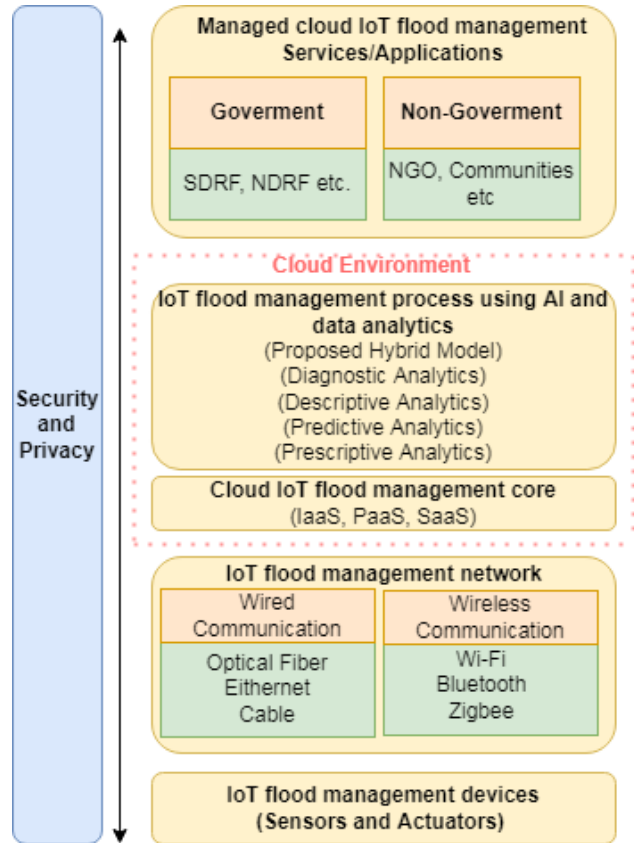 Managed cloud IoT flood management
Services/Applications
Goverment
Non-Goverment
SDRF, NDRF etc.
NGO, Communities
etc
Cloud Environment
IoT flood management process using AI and
data analytics
(Proposed Hybrid Model)
(Diagnostic Analytics)
(Descriptive Analytics)
(Predictive Analytics)
(Prescriptive Analytics)
Security
and
Privacy
Cloud IoT flood management core
(IaaS, PaaS, SaaS)
IoT flood management network
Wired
Communication
Wireless
Communication
Optical Fiber
Eithernet
Cable
Wi-Fi
Bluetooth
Zigbee
IoT flood management devices
(Sensors and Actuators)